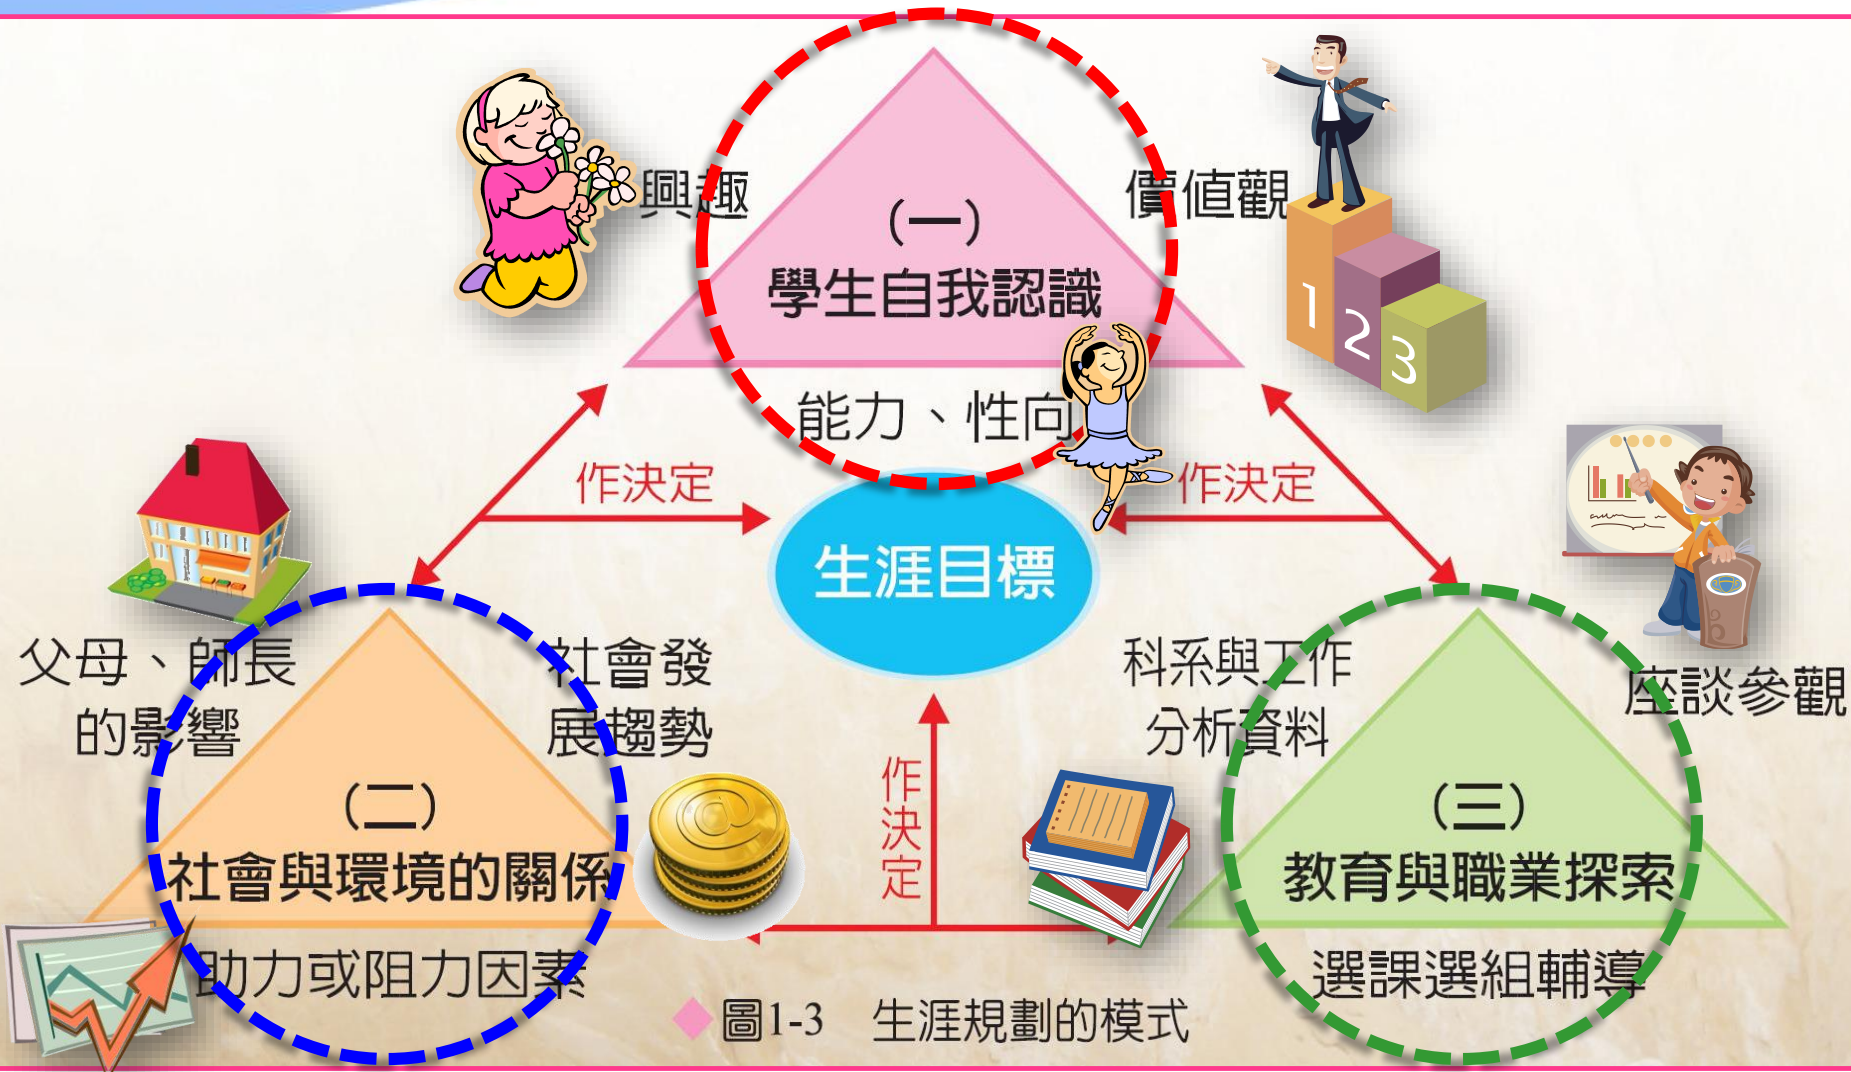 興趣
價值觀
（一）
學生自我認識
能力、性向
作決定
作決定
生涯目標
1
2
3
父母、師長
的影響
社會發
展趨勢
（二）
社會與環境的關係
助力或阻力因素
作決定
科系與工作
分析資料
座談參觀
（三）
教育與職業探索
選課選組輔導
圖1-3 生涯規劃的模式